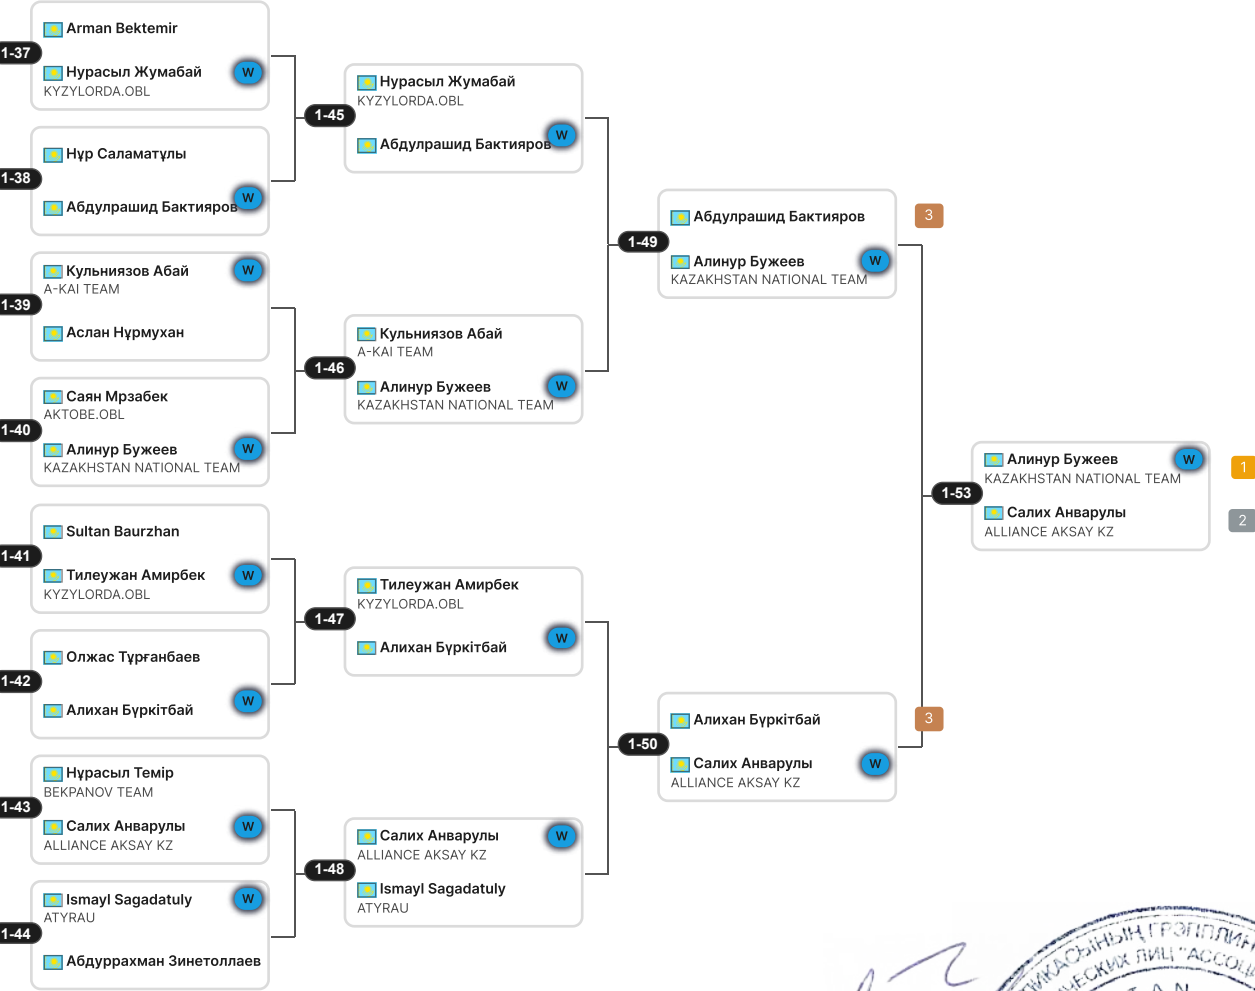 1-37
Arman Bektemir
Нурасыл Жумабай
W
KYZYLORDA.OBL
1-38
Нұр Саламатұлы
Абдулрашид Бактияров
W
1-39
Кульниязов Абай
W
A-KAI TEAM
Аслан Нұрмухан
1-40
Саян Мрзабек
AKTOBE.OBL
Алинур Бужеев
W
KAZAKHSTAN NATIONAL TEAM
1-41
Sultan Baurzhan
Тилеужан Амирбек
W
KYZYLORDA.OBL
1-42
Олжас Тұрғанбаев
Алихан Бүркітбай
W
1-43
Нұрасыл Темір
BEKPANOV TEAM
Салих Анварулы
W
ALLIANCE AKSAY KZ
1-44
Ismayl Sagadatuly
W
ATYRAU
Абдуррахман Зинетоллаев
1-45
Нурасыл Жумабай
KYZYLORDA.OBL
Абдулрашид Бактияров
W
1-46
Кульниязов Абай
A-KAI TEAM
Алинур Бужеев
W
KAZAKHSTAN NATIONAL TEAM
1-47
Тилеужан Амирбек
KYZYLORDA.OBL
Алихан Бүркітбай
W
1-48
Салих Анварулы
W
ALLIANCE AKSAY KZ
Ismayl Sagadatuly
ATYRAU
1-49
Абдулрашид Бактияров
3
Алинур Бужеев
W
KAZAKHSTAN NATIONAL TEAM
1-50
Алихан Бүркітбай
3
Салих Анварулы
W
ALLIANCE AKSAY KZ
1-53
Алинур Бужеев
W
1
KAZAKHSTAN NATIONAL TEAM
Салих Анварулы
2
ALLIANCE AKSAY KZ